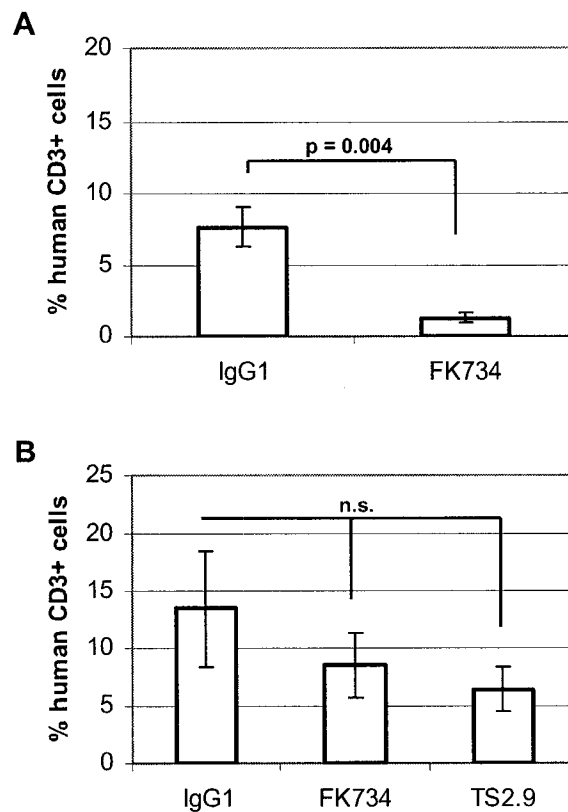 A
% human CD3+ cells
20
15
10
5
0
p = 0.004
IgG1
FK734
B
% human CD3+ cells
25
20
15
10
5
0
n.s.
IgG1
FK734
TS2.9